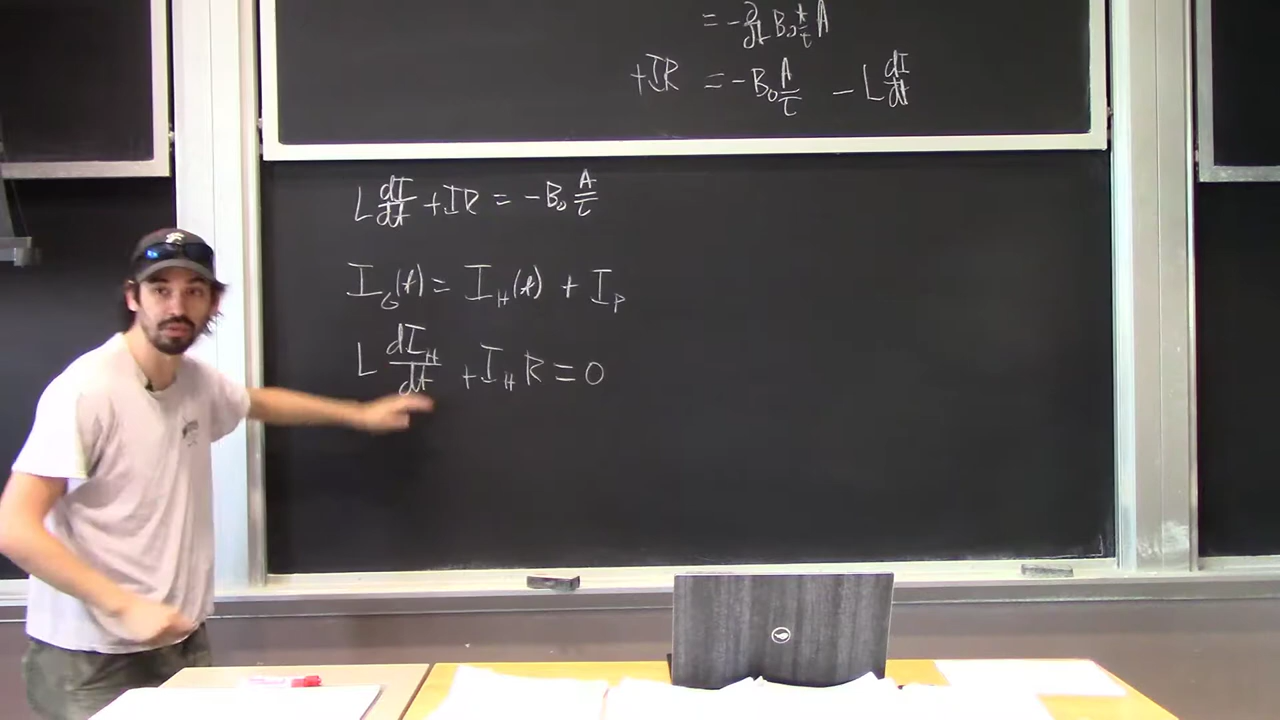 = - ∂/∂t B₀ t/τ A
+IR = -B₀ A/τ - L dI/dt
L dI/dt + IR = -B₀ A/τ
I_G(t) = I_H(t) + I_P
L dI_H/dt + I_H R = 0